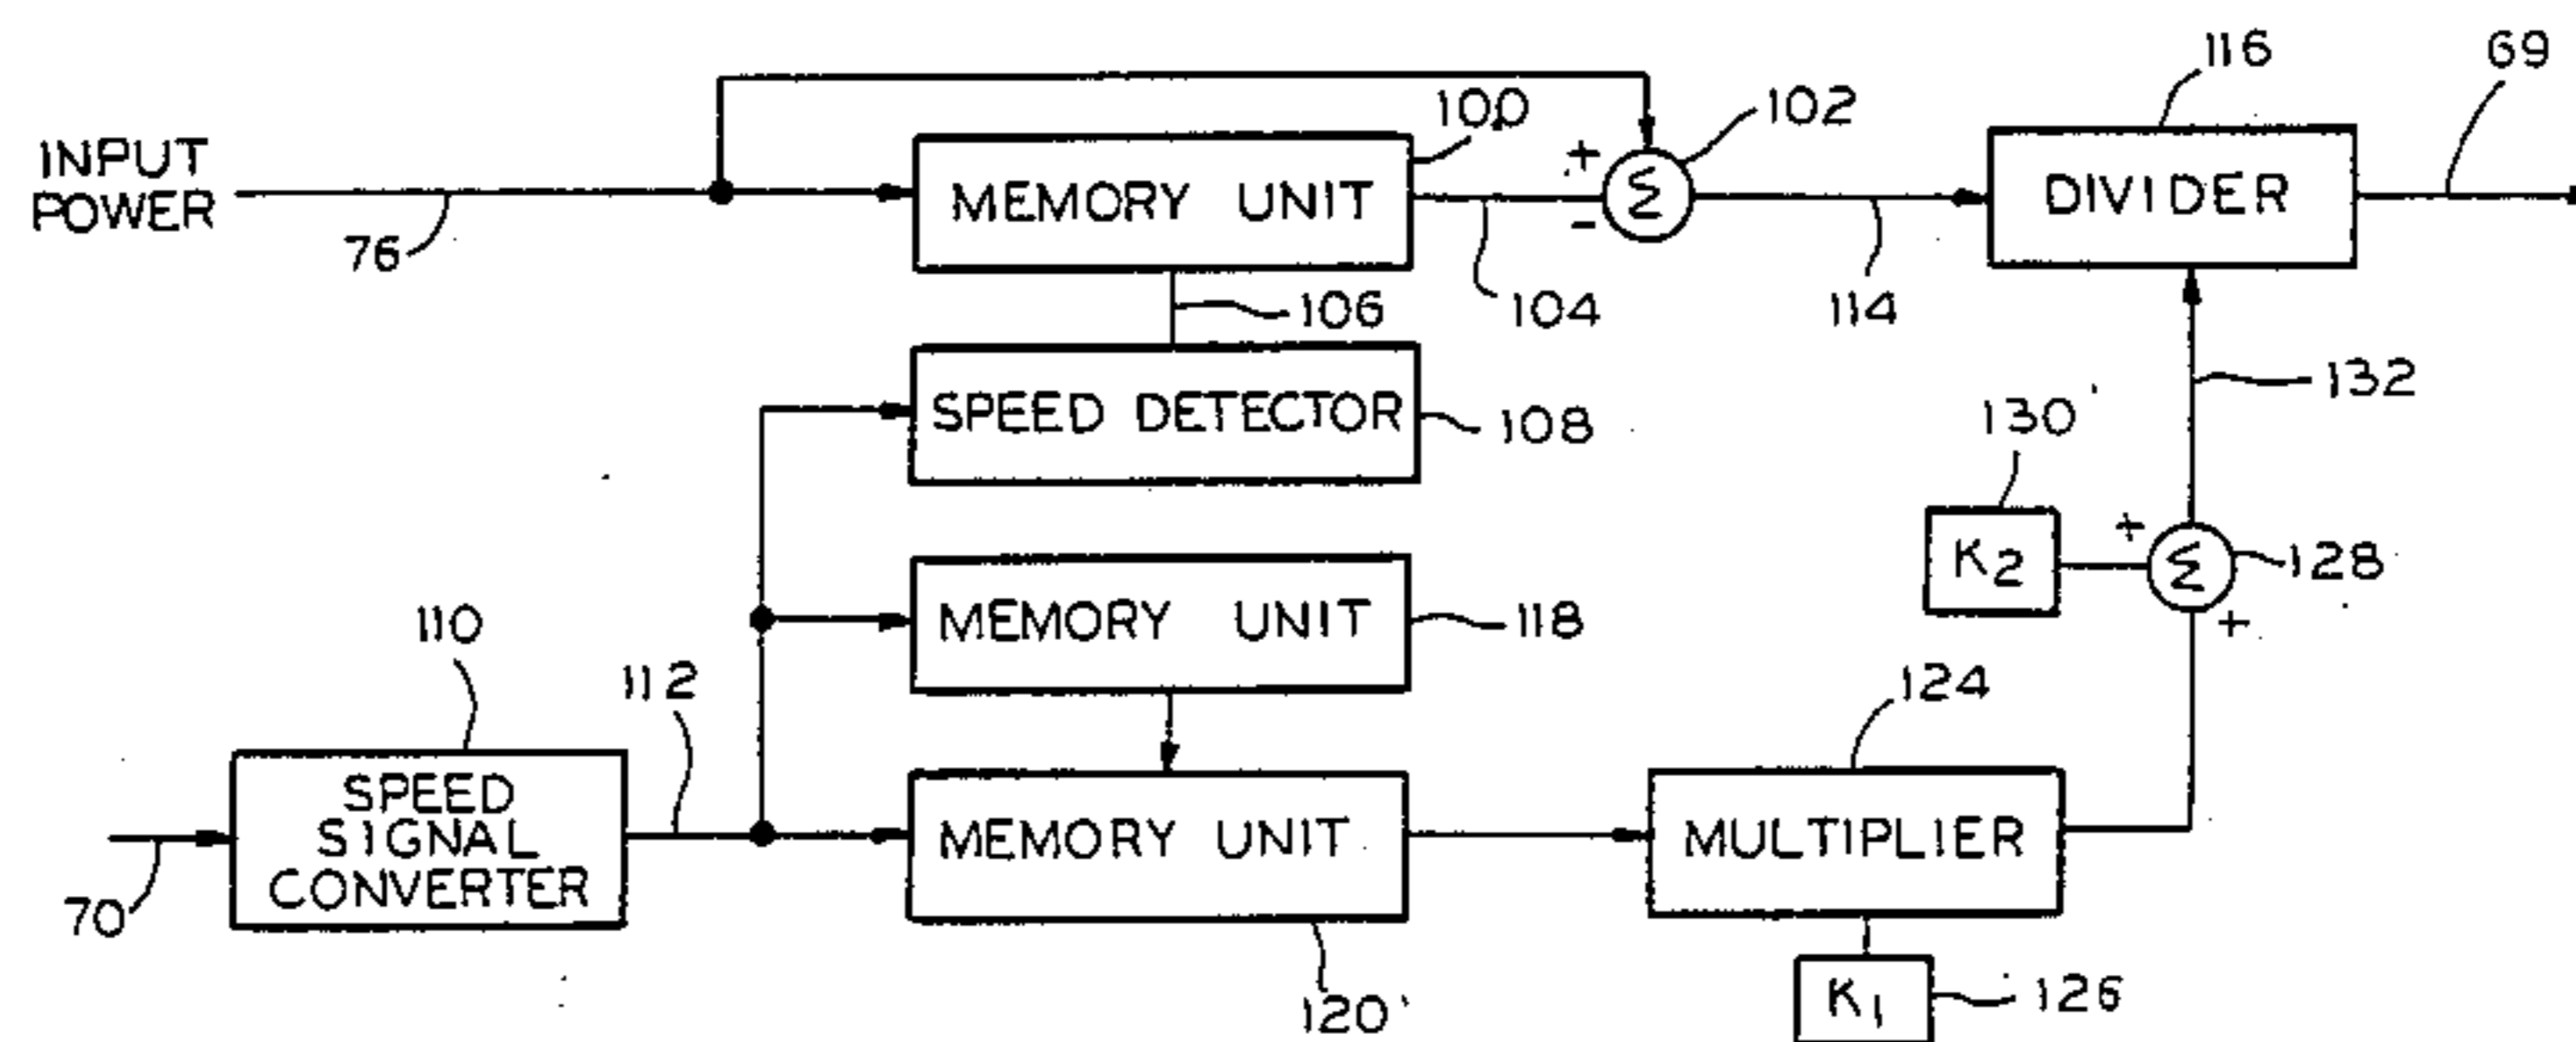 INPUT
POWER
76
MEMORY UNIT
100
+
-
Σ
102
104
114
DIVIDER
116
69
106
SPEED DETECTOR
108
132
130
K2
+
Σ
+
128
MEMORY UNIT
118
110
112
SPEED
SIGNAL
CONVERTER
70
MEMORY UNIT
120
MULTIPLIER
124
K1
126